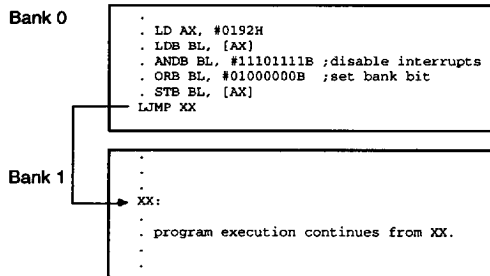 Bank 0
.
. LD AX, #0192H
. LDB BL, [AX]
. ANDB BL, #11101111B ;disable interrupts
. ORB BL, #01000000B ;set bank bit
. STB BL, [AX]
LJMP XX
Bank 1
.
.
.
XX:
.
. program execution continues from XX.
.
.